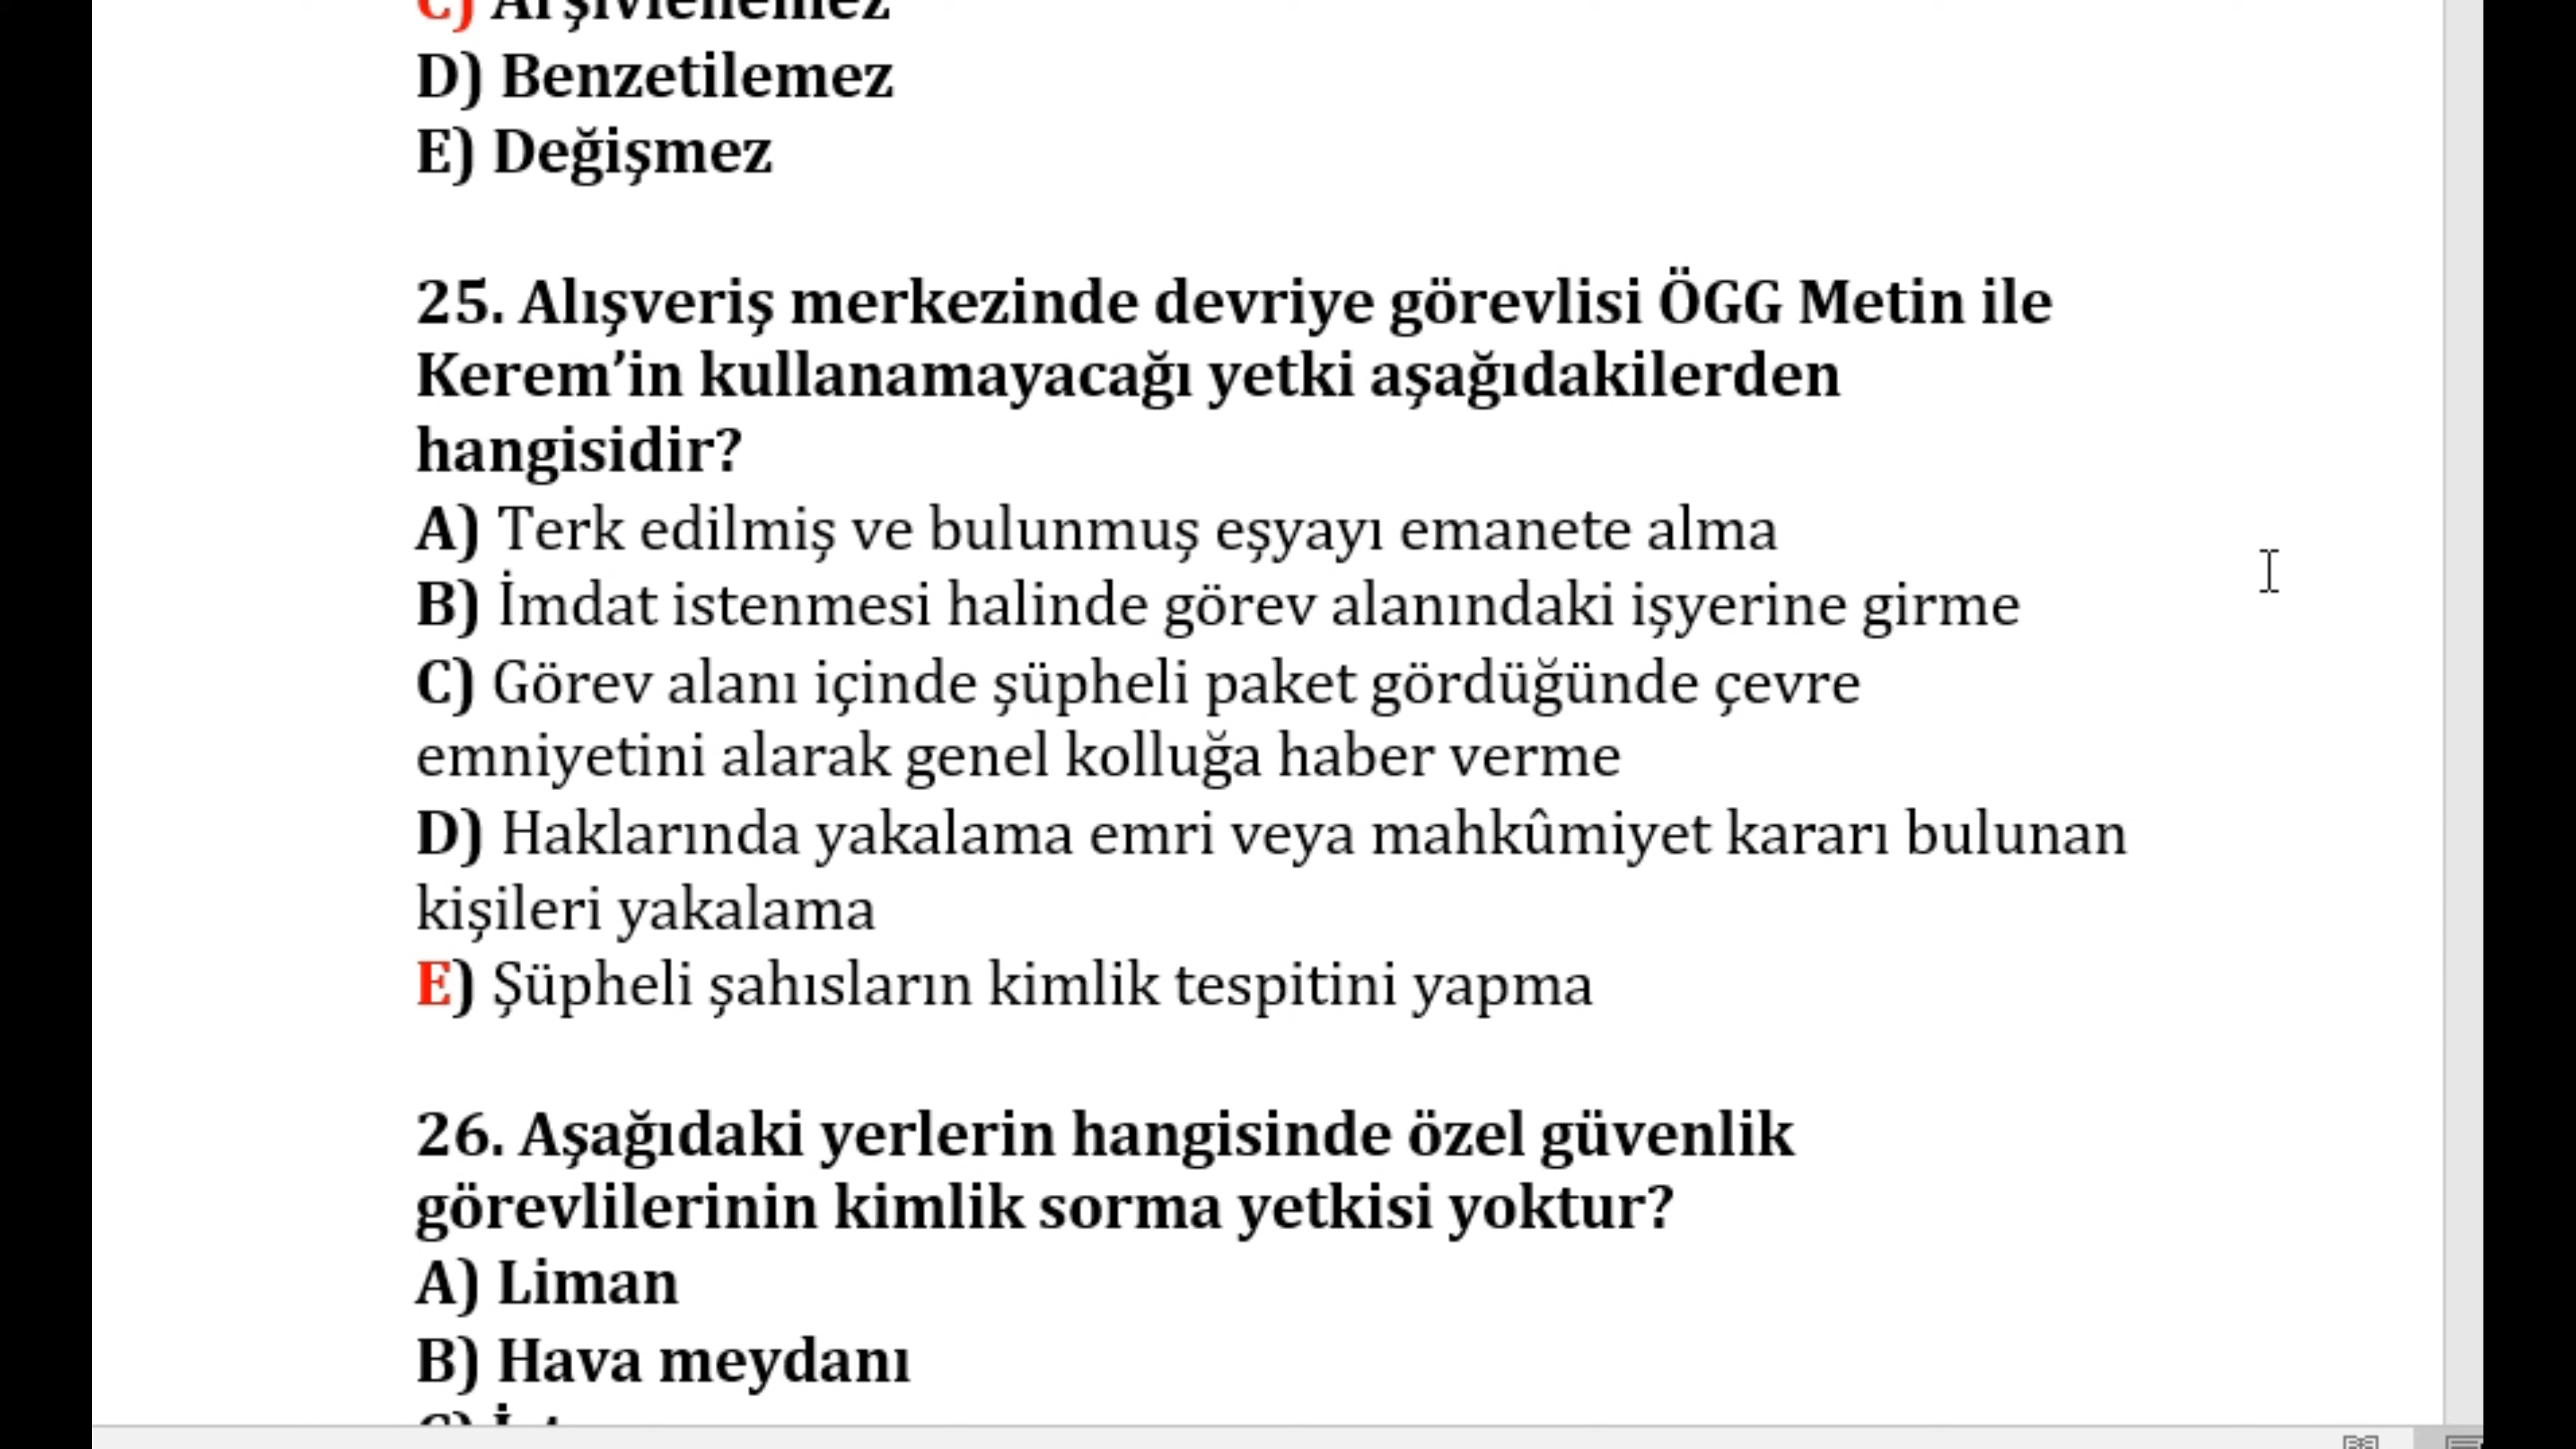 C) Arşivlenemez
D) Benzetilemez
E) Değişmez
25. Alışveriş merkezinde devriye görevlisi ÖGG Metin ile
Kerem’in kullanamayacağı yetki aşağıdakilerden
hangisidir?
A) Terk edilmiş ve bulunmuş eşyayı emanete alma
B) İmdat istenmesi halinde görev alanındaki işyerine girme
C) Görev alanı içinde şüpheli paket gördüğünde çevre
emniyetini alarak genel kolluğa haber verme
D) Haklarında yakalama emri veya mahkûmiyet kararı bulunan
kişileri yakalama
E) Şüpheli şahısların kimlik tespitini yapma
26. Aşağıdaki yerlerin hangisinde özel güvenlik
görevlilerinin kimlik sorma yetkisi yoktur?
A) Liman
B) Hava meydanı
C)